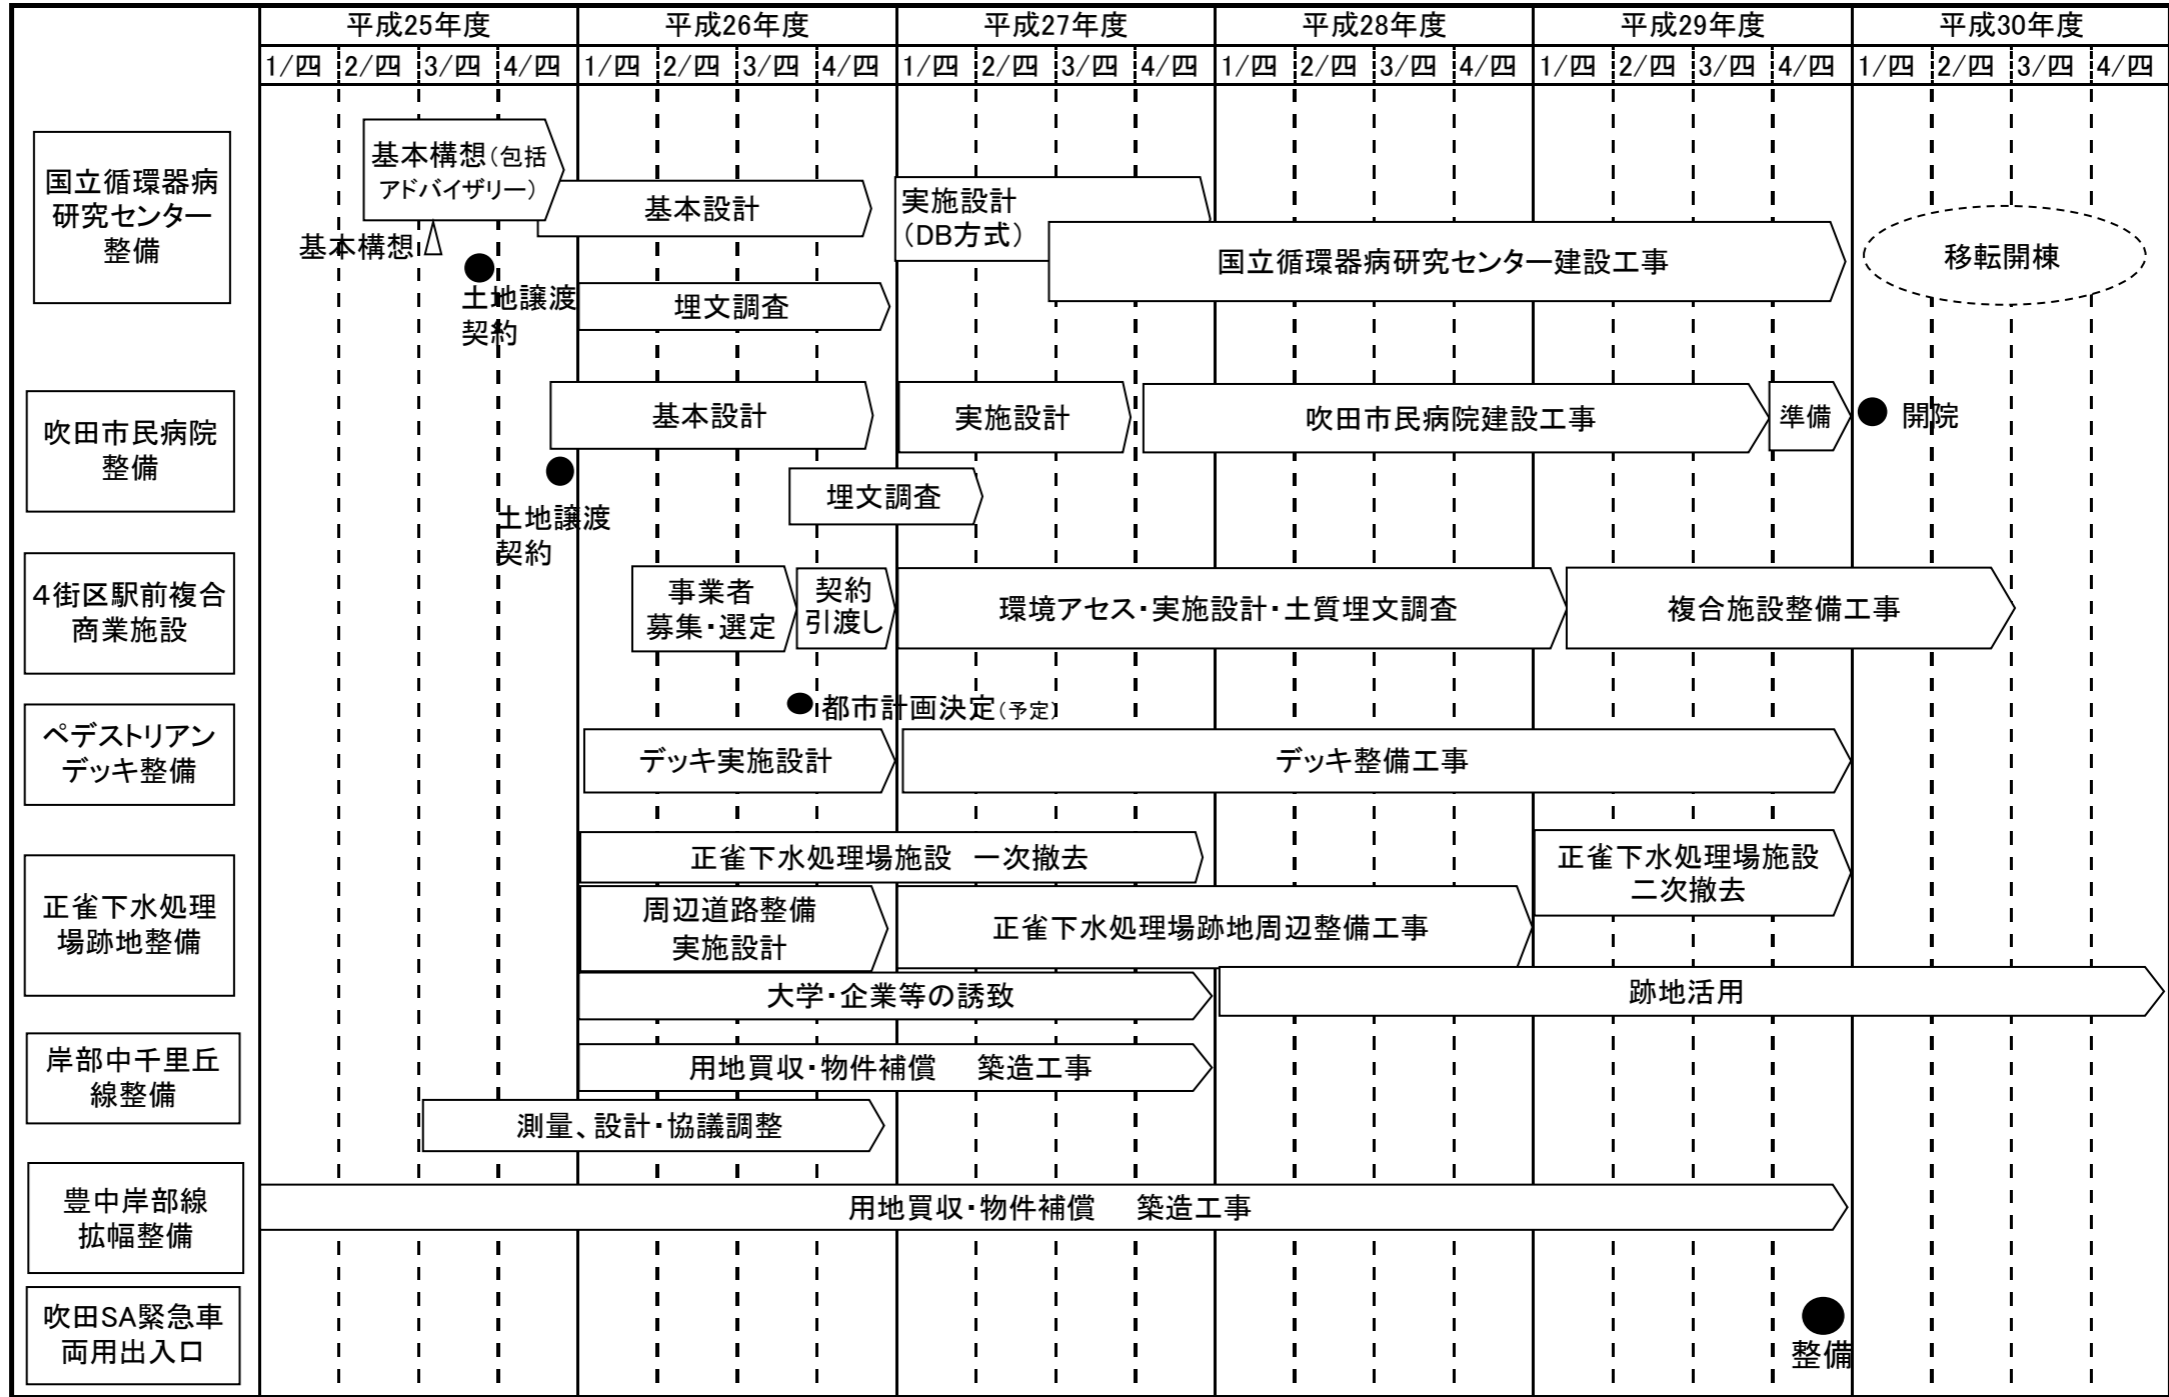 平成25年度 平成26年度 平成27年度 平成28年度 平成29年度 平成30年度
1/四 2/四 3/四 4/四 1/四 2/四 3/四 4/四 1/四 2/四 3/四 4/四 1/四 2/四 3/四 4/四 1/四 2/四 3/四 4/四 1/四 2/四 3/四 4/四
国立循環器病
研究センター
整備
基本構想(包括
アドバイザリー)
基本構想
土地譲渡
契約
基本設計
埋文調査
実施設計
(DB方式)
国立循環器病研究センター建設工事
移転開棟
吹田市民病院
整備
基本設計
土地譲渡
契約
埋文調査
実施設計
吹田市民病院建設工事
準備
開院
4街区駅前複合
商業施設
事業者
募集・選定
契約
引渡し
環境アセス・実施設計・土質埋文調査
複合施設整備工事
ペデストリアン
デッキ整備
都市計画決定(予定)
デッキ実施設計
デッキ整備工事
正雀下水処理
場跡地整備
正雀下水処理場施設 一次撤去
正雀下水処理場施設
二次撤去
周辺道路整備
実施設計
正雀下水処理場跡地周辺整備工事
大学・企業等の誘致
跡地活用
岸部中千里丘
線整備
用地買収・物件補償 築造工事
測量、設計・協議調整
豊中岸部線
拡幅整備
用地買収・物件補償 築造工事
吹田SA緊急車
両用出入口
整備